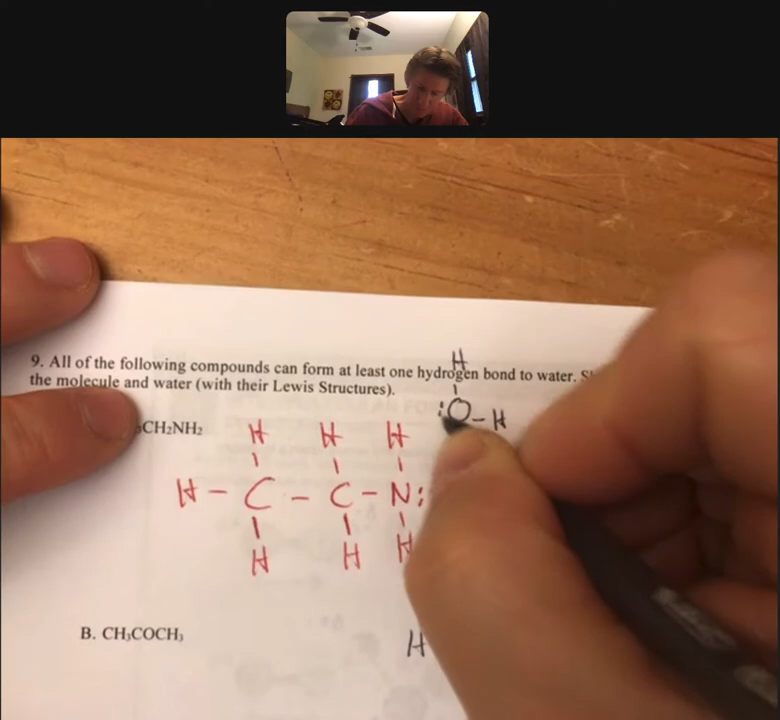 9. All of the following compounds can form at least one hydrogen bond to water.
the molecule and water (with their Lewis Structures).
CH₂NH₂
H
:O-H
H H H
H - C - C - N:
H H H
H
B. CH₃COCH₃